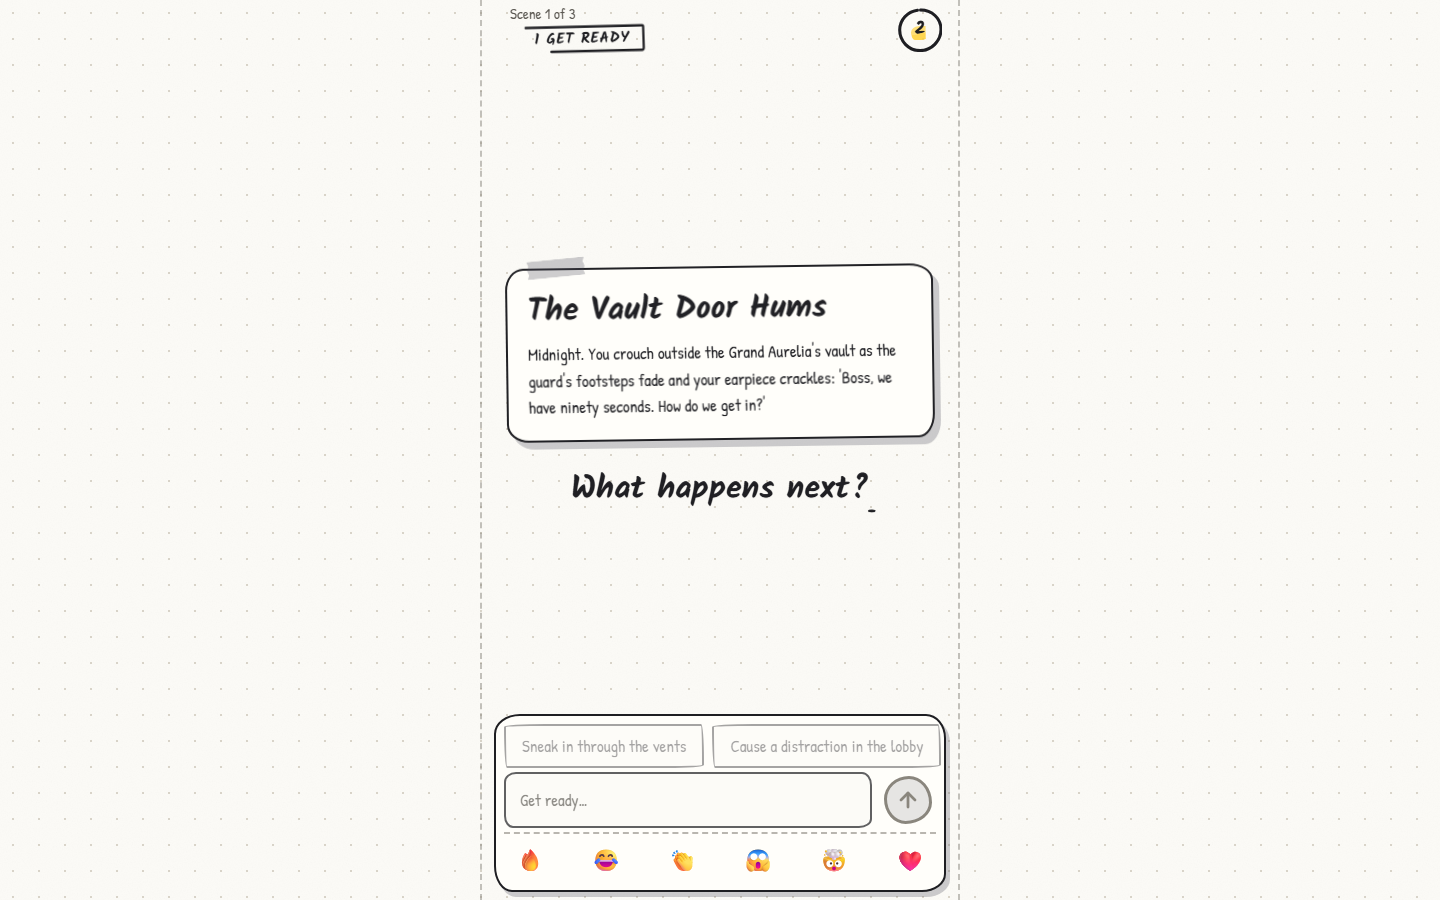 Scene 1 of 3
I GET READY
2
The Vault Door Hums
Midnight. You crouch outside the Grand Aurelia's vault as the
guard's footsteps fade and your earpiece crackles: 'Boss, we
have ninety seconds. How do we get in?'
What happens next?_
Sneak in through the vents
Cause a distraction in the lobby
Get ready...